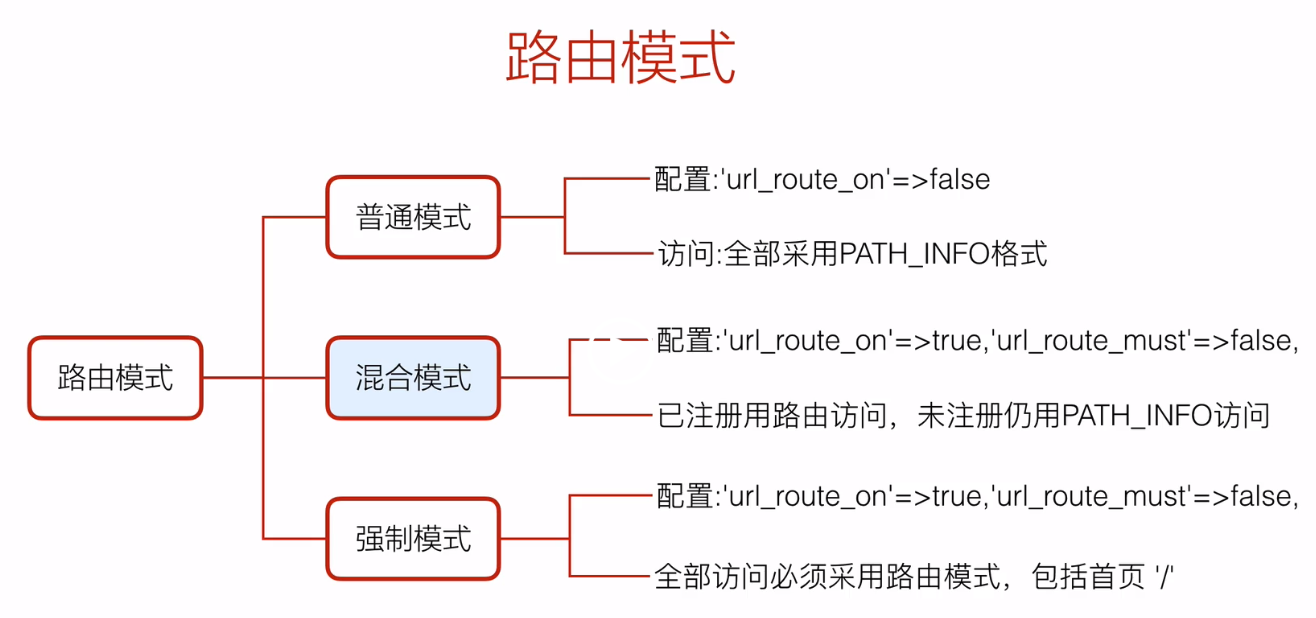 路由模式
普通模式
配置:'url_route_on'=>false
访问:全部采用PATH_INFO格式
路由模式
混合模式
配置:'url_route_on'=>true,'url_route_must'=>false,
已注册用路由访问，未注册仍用PATH_INFO访问
强制模式
配置:'url_route_on'=>true,'url_route_must'=>false,
全部访问必须采用路由模式，包括首页 '/'